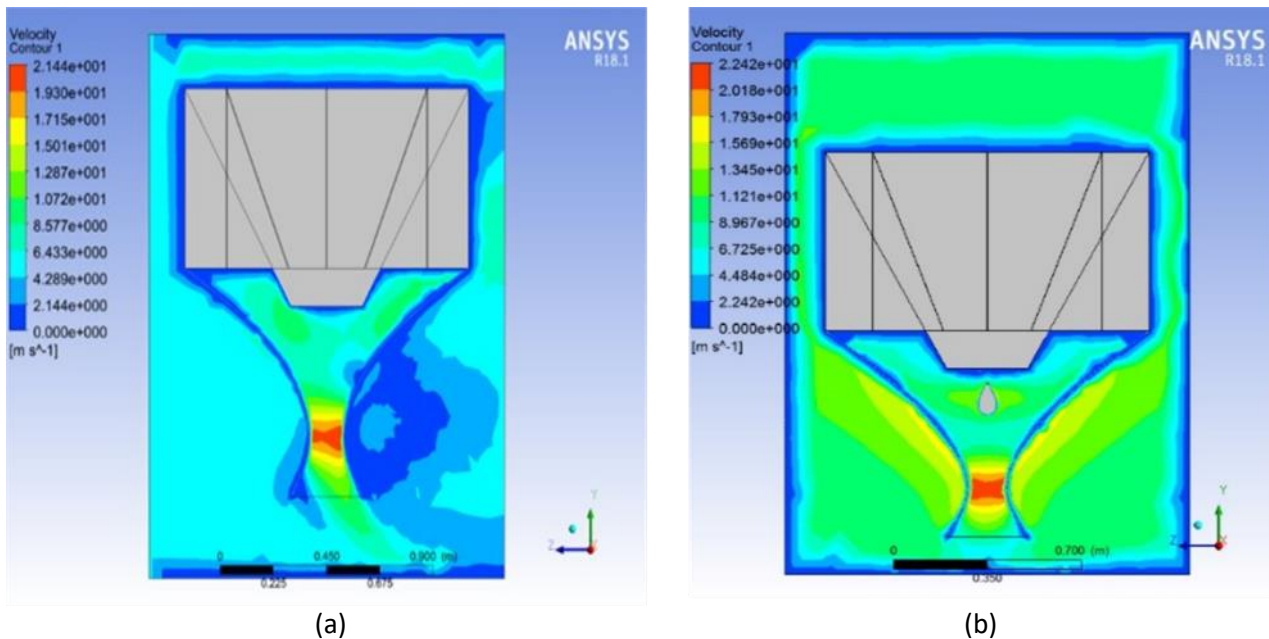 Velocity
Contour 1
2.144e+001
1.930e+001
1.715e+001
1.501e+001
1.287e+001
1.072e+001
8.577e+000
6.433e+000
4.289e+000
2.144e+000
0.000e+000
[m s^-1]
ANSYS
R18.1
0 0.450 0.900 (m)
0.225 0.675
Y
Z
X
(a)
Velocity
Contour 1
2.242e+001
2.018e+001
1.793e+001
1.569e+001
1.345e+001
1.121e+001
8.967e+000
6.725e+000
4.484e+000
2.242e+000
0.000e+000
[m s^-1]
ANSYS
R18.1
0 0.700 (m)
0.350
Y
Z
X
(b)